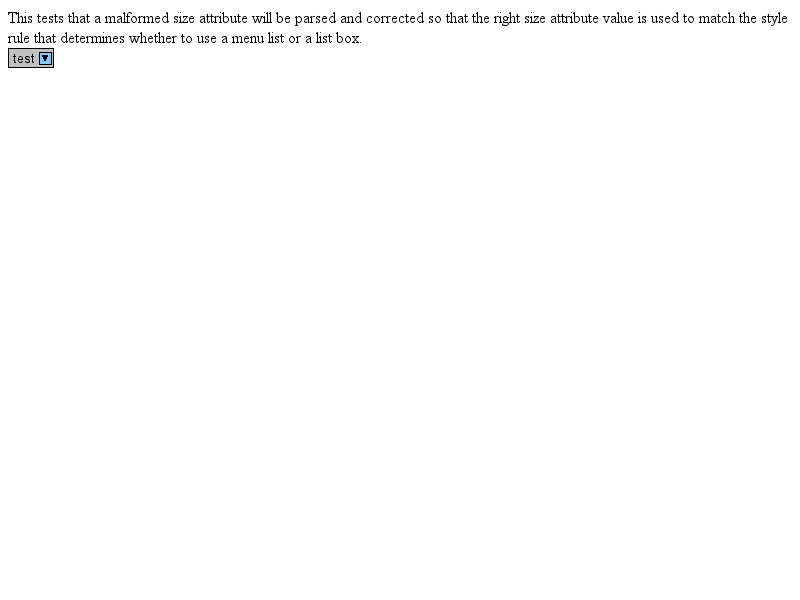 This tests that a malformed size attribute will be parsed and corrected so that the right size attribute value is used to match the style
rule that determines whether to use a menu list or a list box.
test